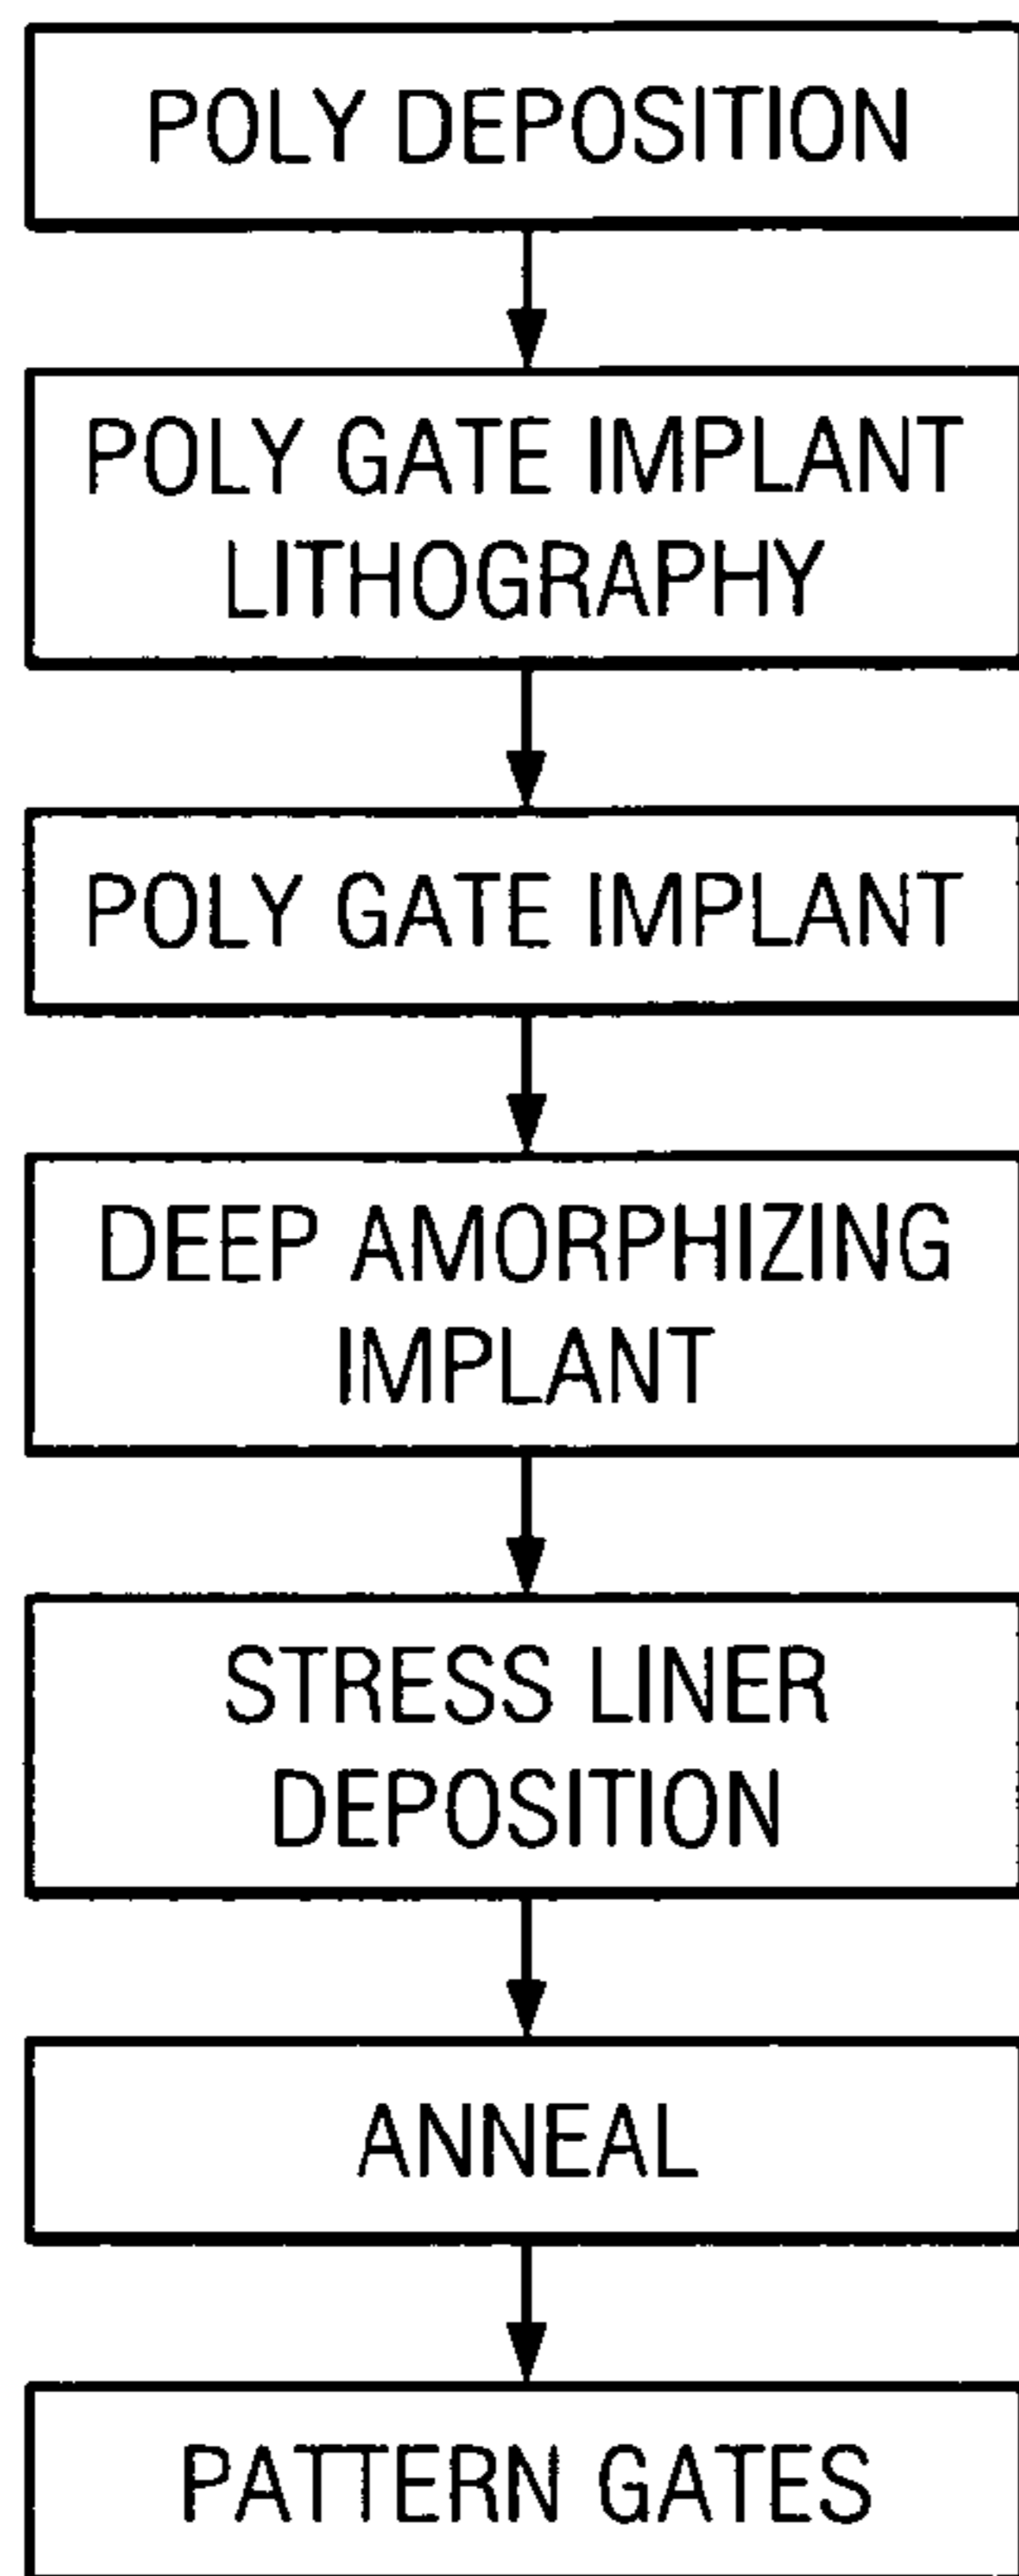 POLY DEPOSITION
POLY GATE IMPLANT
LITHOGRAPHY
POLY GATE IMPLANT
DEEP AMORPHIZING
IMPLANT
STRESS LINER
DEPOSITION
ANNEAL
PATTERN GATES